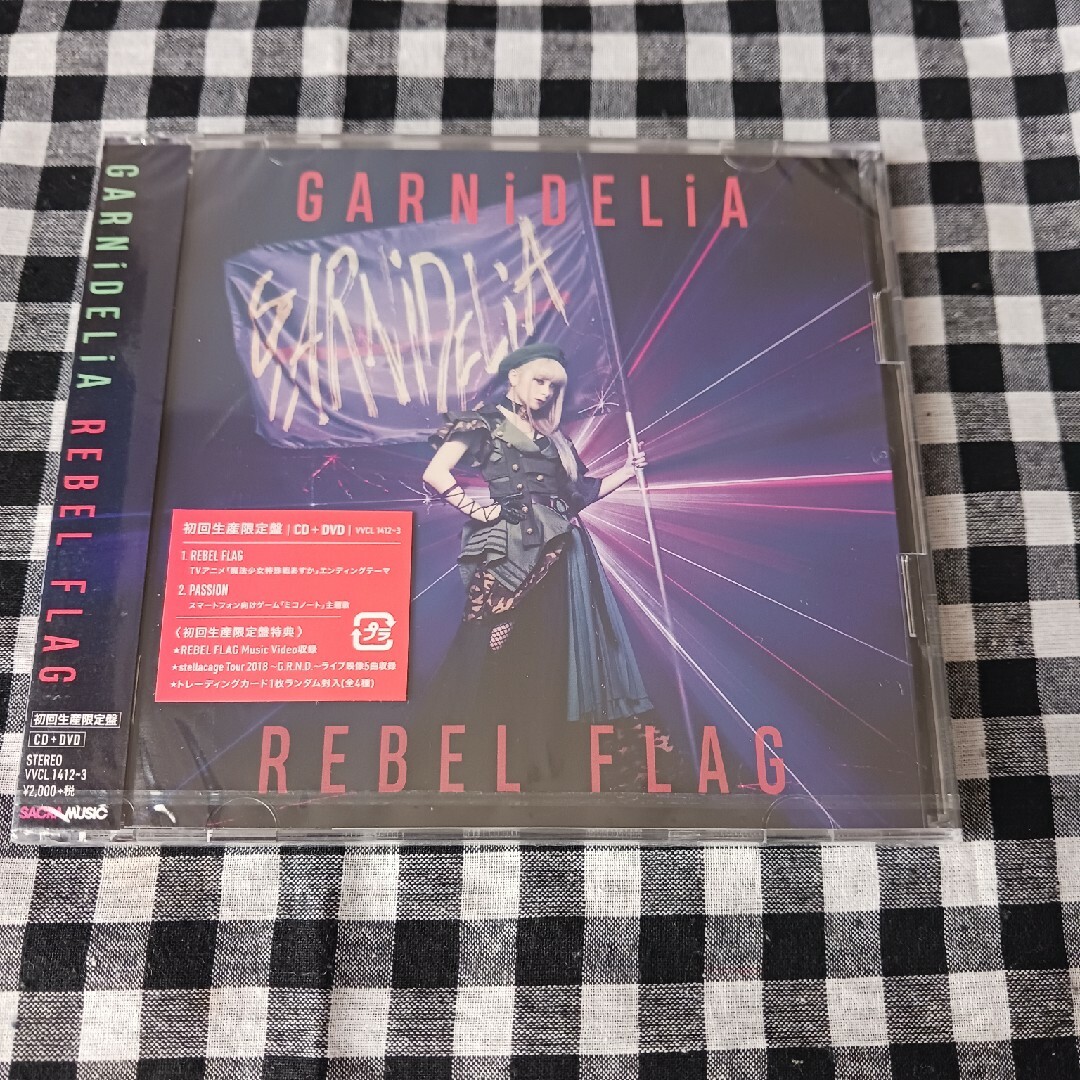 GARNiDELiA REBEL FLAG
初回生産限定盤
CD+DVD
STEREO
VVCL 1412-3
¥2,000+税
SACRA MUSIC
GARNiDELiA
GARNiDELiA
初回生産限定盤 | CD+DVD | VVCL 1412-3
1. REBEL FLAG
TVアニメ「魔法少女特殊戦あすか」エンディングテーマ
2. PASSION
スマートフォン向けゲーム「ミコノート」主題歌
〈初回生産限定盤特典〉
★REBEL FLAG Music Video収録
★stellacage Tour 2018 ~G.R.N.D.~ライブ映像5曲収録
★トレーディングカード1枚ランダム封入(全4種)
プラ
REBEL FLAG